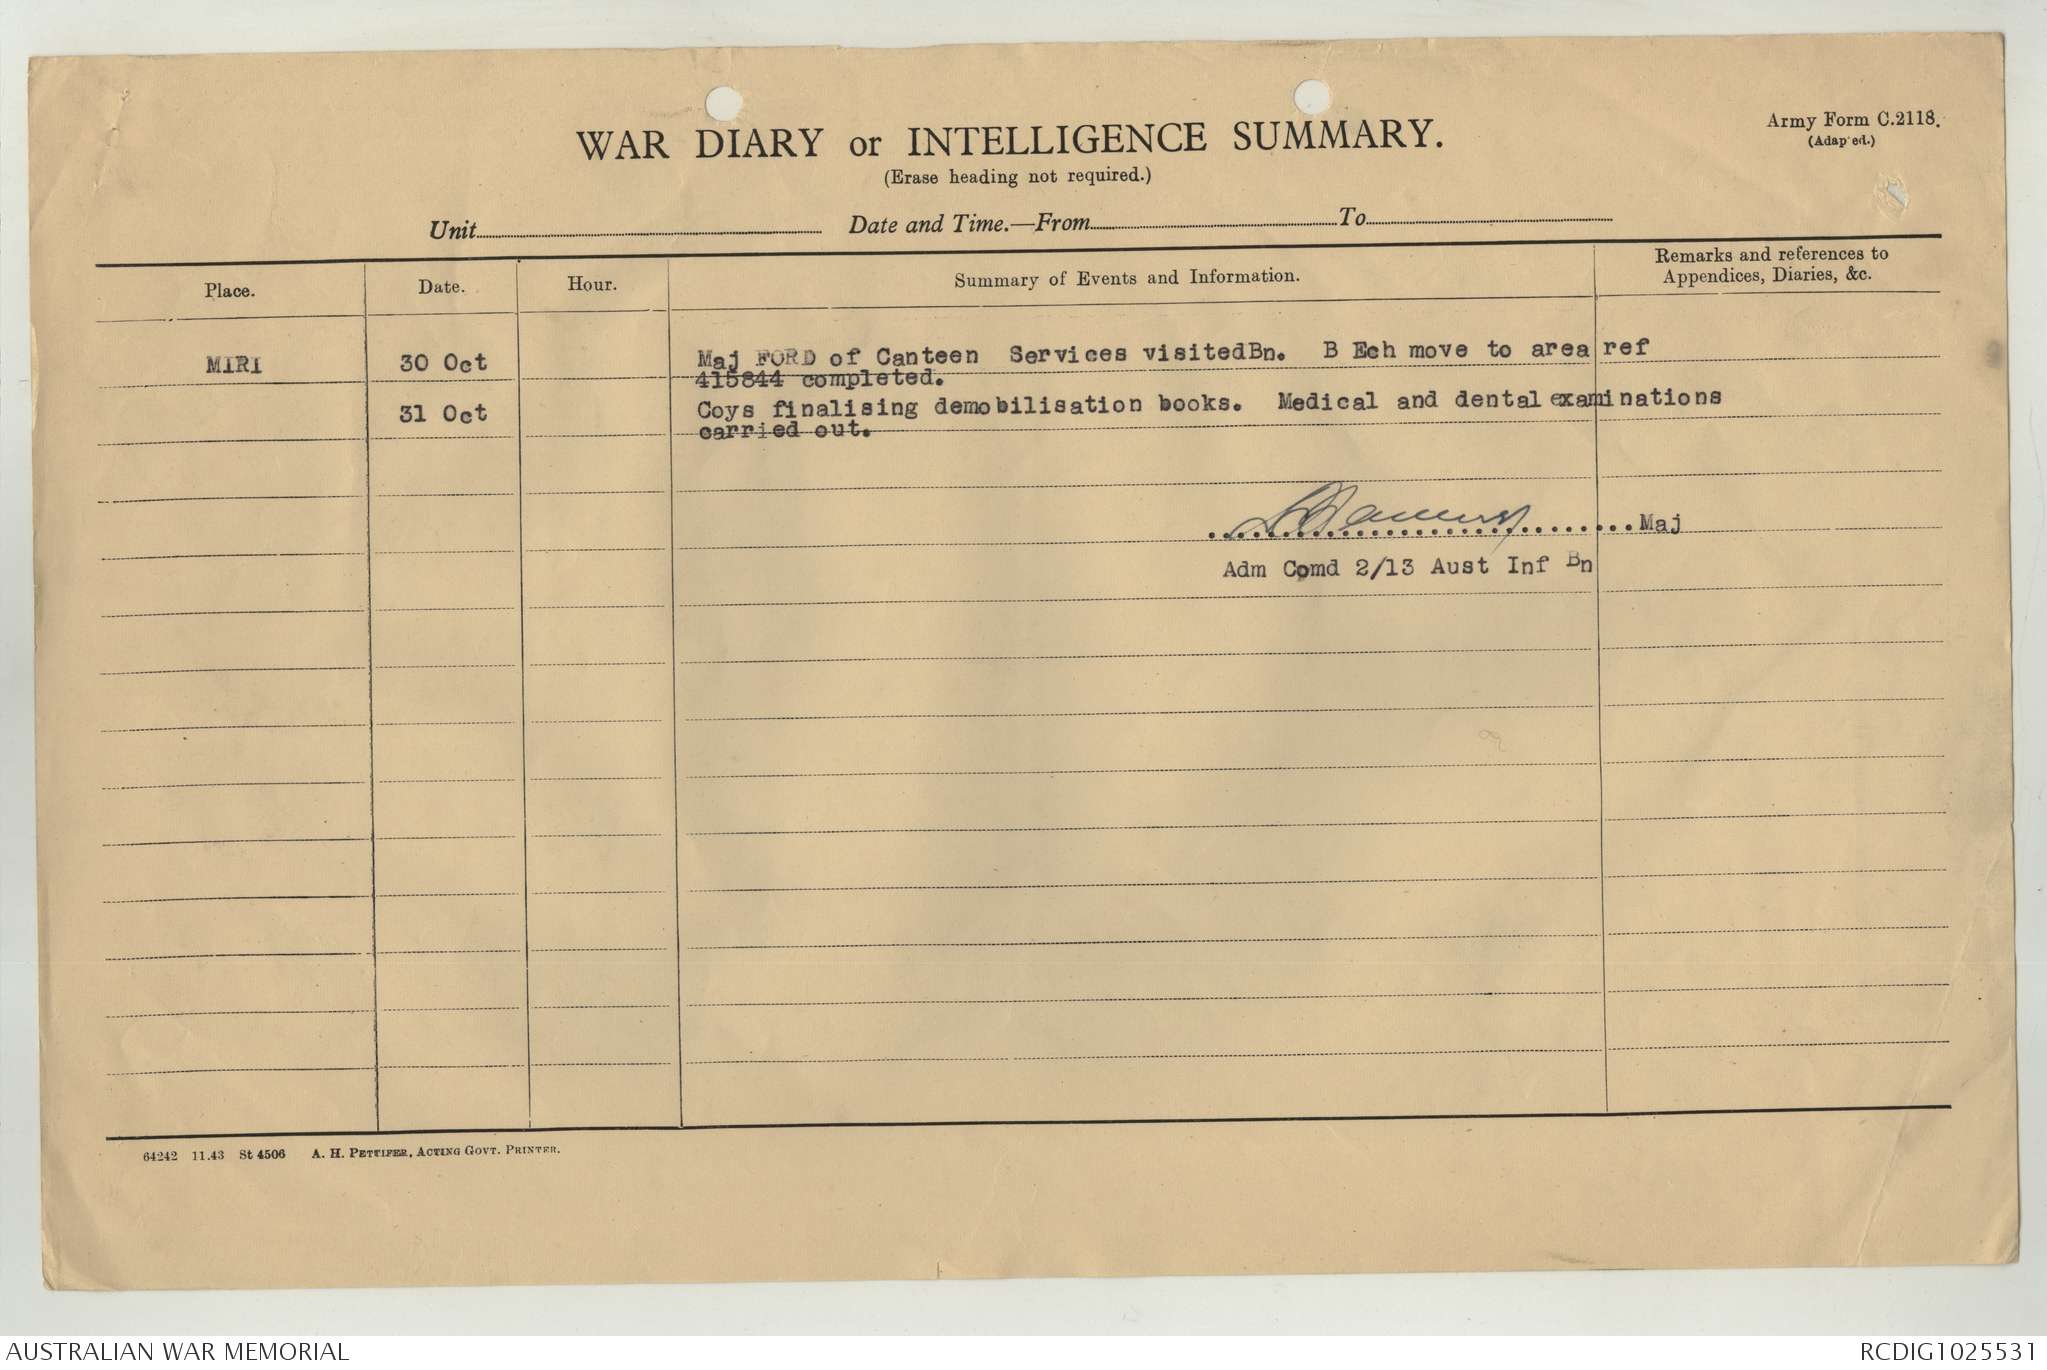 Army Form C.2118.
(Adap ed.)
WAR DIARY or INTELLIGENCE SUMMARY.
(Erase heading not required.)
Unit Date and Time.—From To
Place. Date. Hour. Summary of Events and Information. Remarks and references to
Appendices, Diaries, &c.
MIRI 30 Oct Maj FORD of Canteen Services visitedBn. B Ech move to area ref
415844 completed.
31 Oct Coys finalising demobilisation books. Medical and dental examinations
carried out.
Maj
Adm Comd 2/13 Aust Inf Bn
64242 11.43 St 4506 A. H. PETTIFER, ACTING GOVT. PRINTER.
AUSTRALIAN WAR MEMORIAL RCDIG1025531